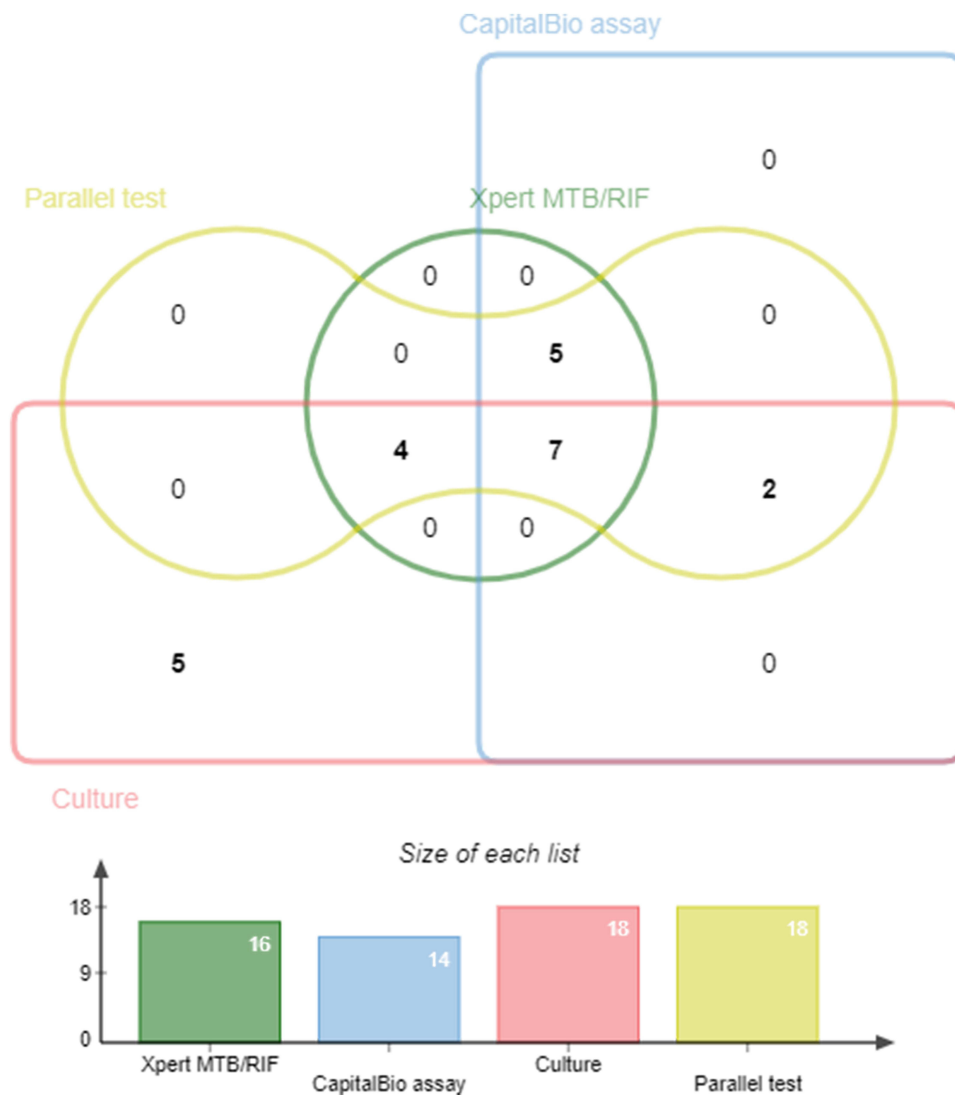 CapitalBio assay
0
Parallel test
Xpert MTB/RIF
0 0
0 0
0 5
4 7
0 2
0 0
5 0
Culture
Size of each list
18
16
14
18
18
9
0
Xpert MTB/RIF
CapitalBio assay
Culture
Parallel test